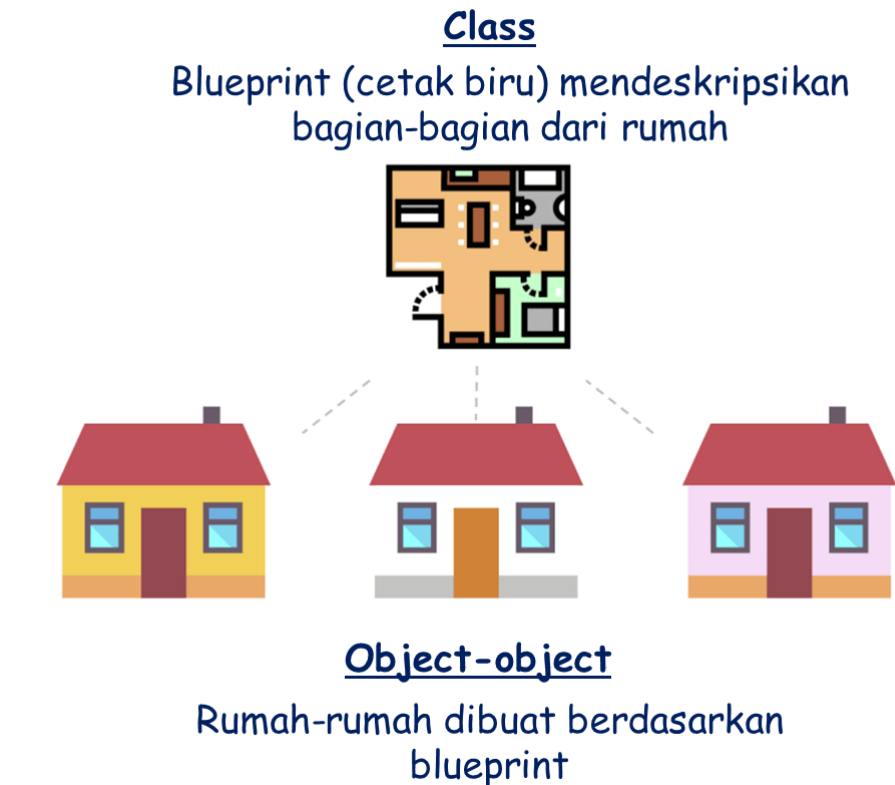 Class
Blueprint (cetak biru) mendeskripsikan
bagian-bagian dari rumah
Object-object
Rumah-rumah dibuat berdasarkan
blueprint